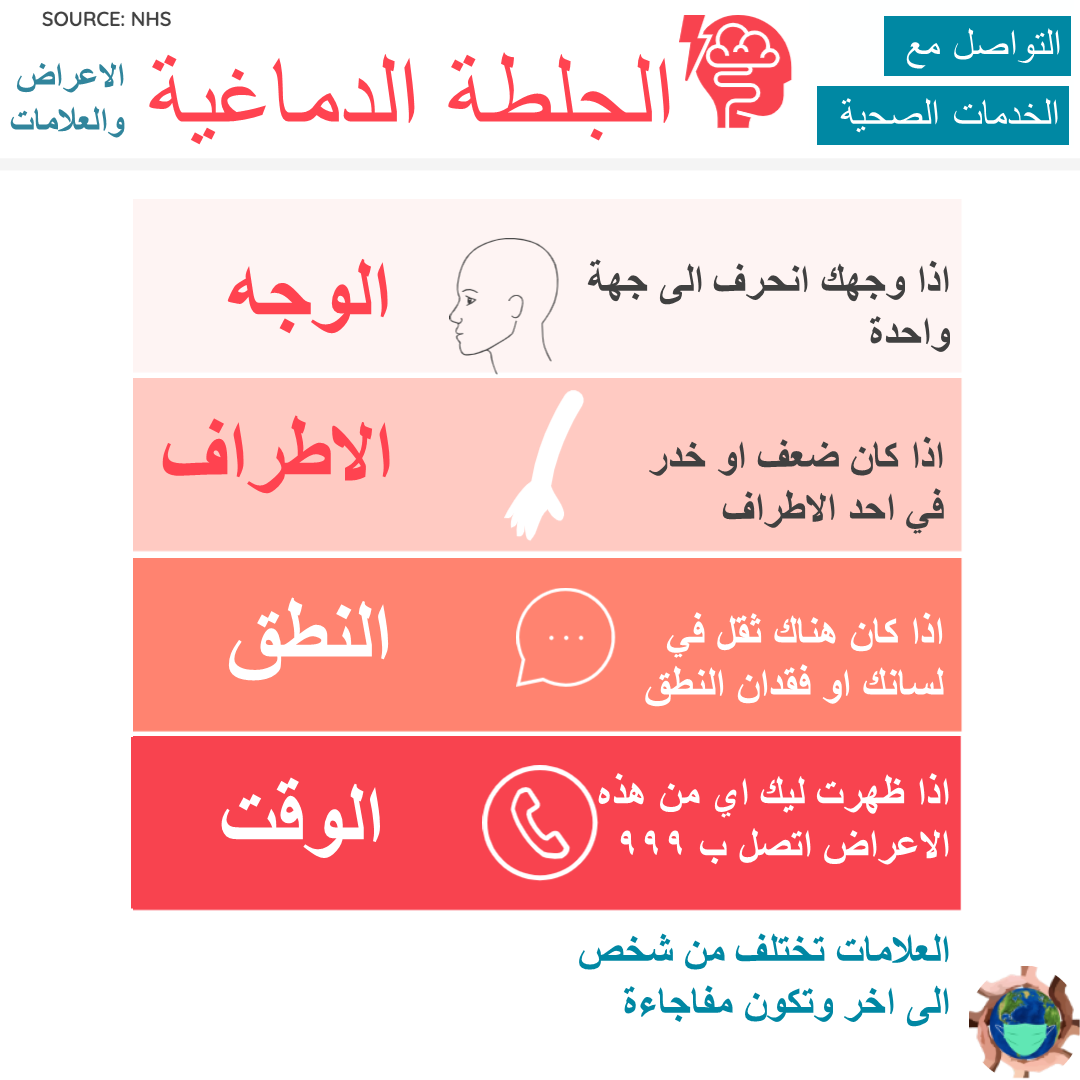 SOURCE: NHS
التواصل مع
الخدمات الصحية
الجلطة الدماغية
الاعراض
والعلامات
الوجه
اذا وجهك انحرف الى جهة
واحدة
الاطراف
اذا كان ضعف او خدر
في احد الاطراف
النطق
اذا كان هناك ثقل في
لسانك او فقدان النطق
الوقت
اذا ظهرت ليك اي من هذه
الاعراض اتصل ب ٩٩٩
العلامات تختلف من شخص
الى اخر وتكون مفاجاءة